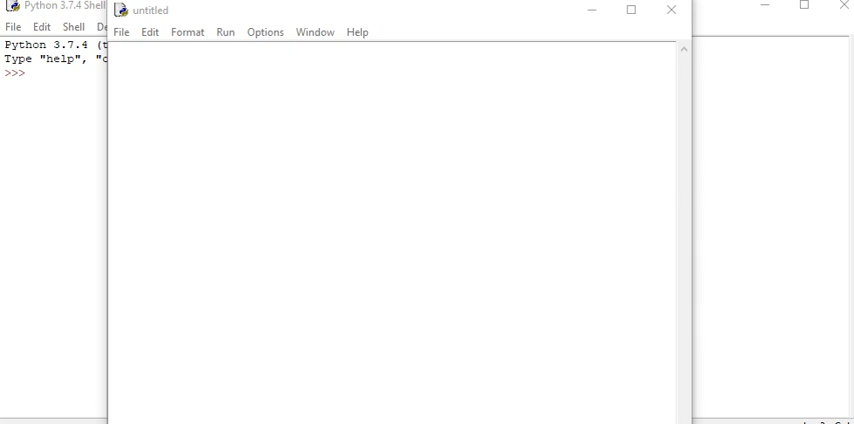 Python 3.7.4 Shell
File Edit Shell
Python 3.7.4
Type "help",
>>>
untitled
File Edit Format Run Options Window Help